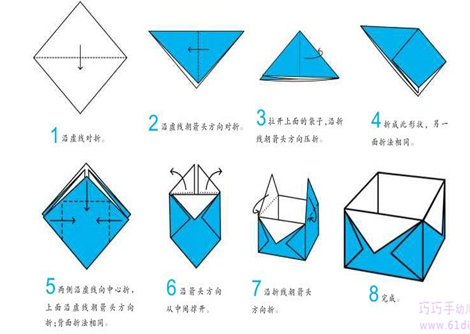 1 沿虚线对折。
2 沿虚线朝箭头方向对折。
3 拉开上面的袋子,沿折
线朝箭头方向压折。
4 折成此形状,另一
面折法相同。
5 两侧沿虚线向中心折,
上面沿虚线朝箭头方向
折;背面折法相同。
6 沿箭头方向
从中间撑开。
7 沿折线朝箭头
方向折。
8 完成。
巧巧手幼
www.61d